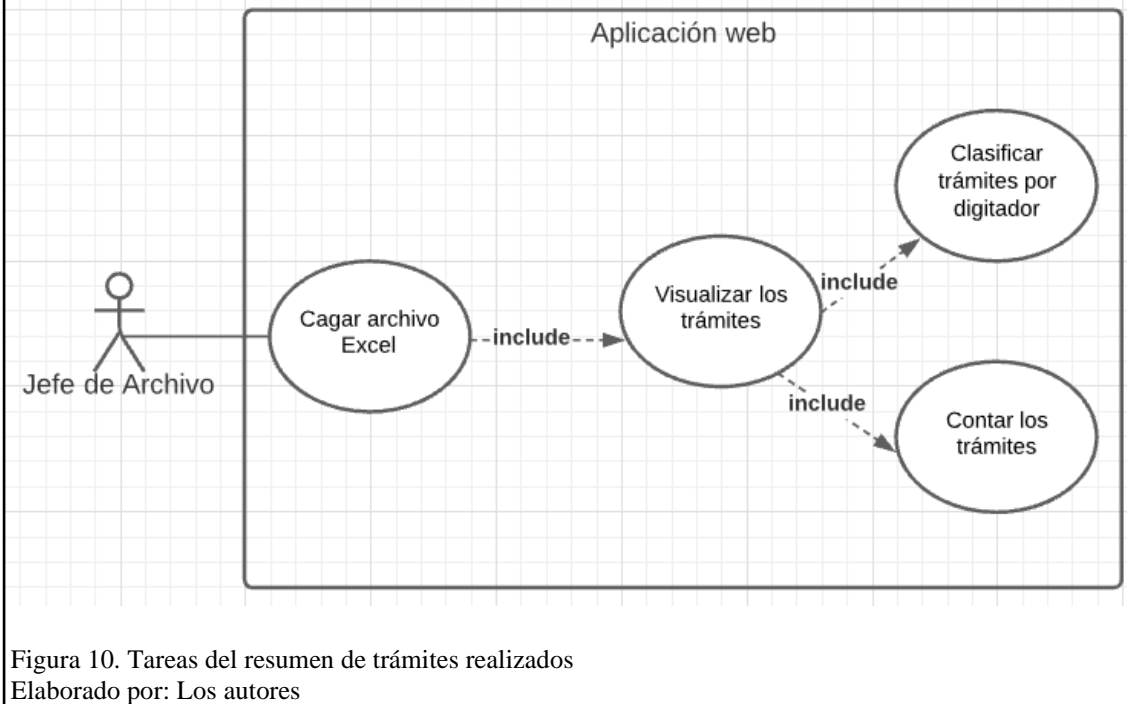 Aplicación web
Clasificar
trámites por
digitador
include
Visualizar los
trámites
Cagar archivo
Excel
include
Jefe de Archivo
include
Contar los
trámites
Figura 10. Tareas del resumen de trámites realizados
Elaborado por: Los autores